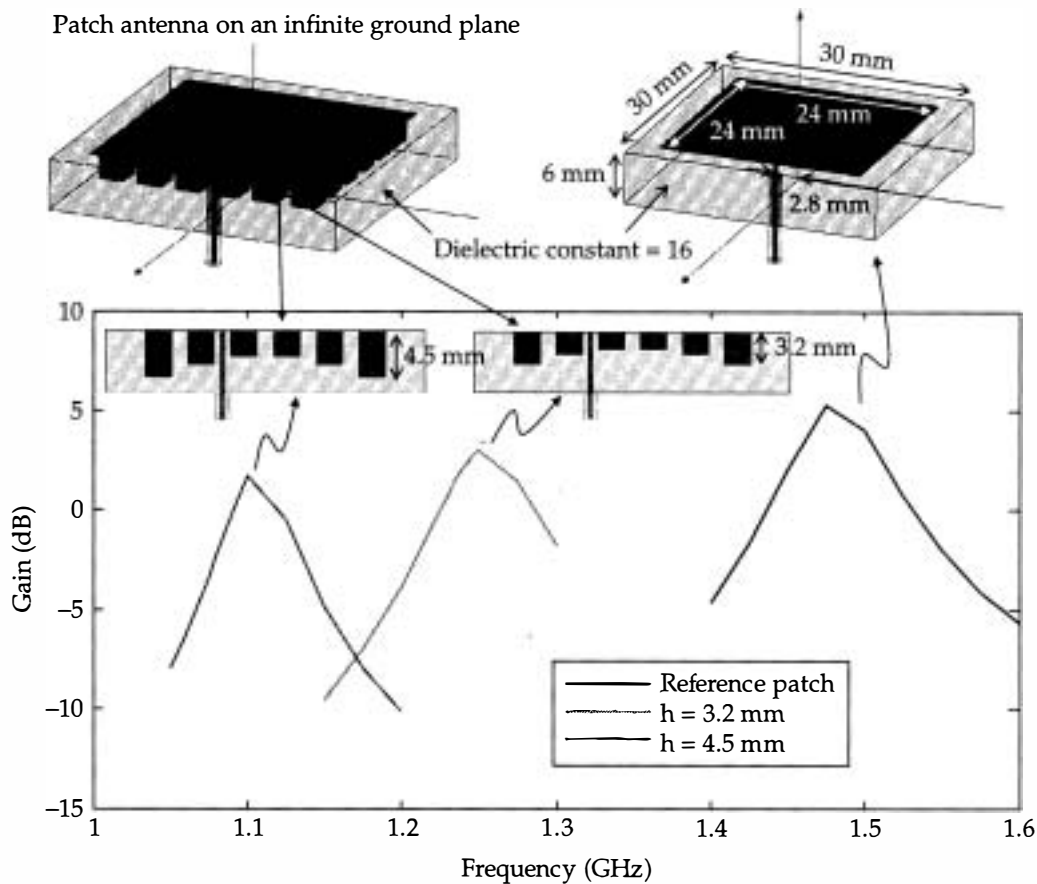 Patch antenna on an infinite ground plane
30 mm
30 mm
24 mm
24 mm
6 mm
2.8 mm
Dielectric constant = 16
10
5
0
–5
–10
–15
4.5 mm
3.2 mm
Gain (dB)
Reference patch
h = 3.2 mm
h = 4.5 mm
1
1.1
1.2
1.3
1.4
1.5
1.6
Frequency (GHz)